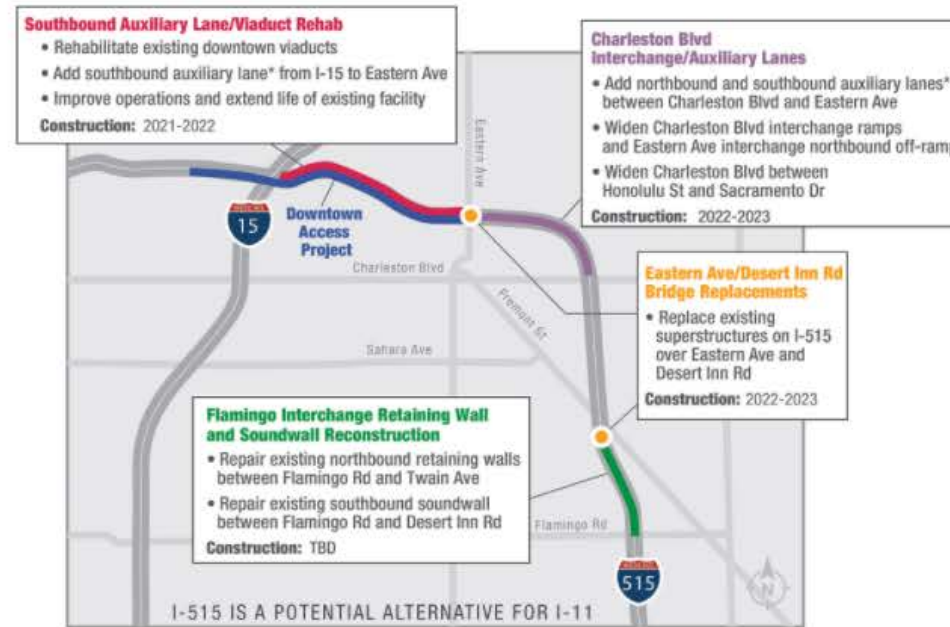 Southbound Auxiliary Lane/Viaduct Rehab
• Rehabilitate existing downtown viaducts
• Add southbound auxiliary lane* from I-15 to Eastern Ave
• Improve operations and extend life of existing facility
Construction: 2021-2022
Charleston Blvd
Interchange/Auxiliary Lanes
• Add northbound and southbound auxiliary lanes*
between Charleston Blvd and Eastern Ave
• Widen Charleston Blvd interchange ramps
and Eastern Ave interchange northbound off-ramp
• Widen Charleston Blvd between
Honolulu St and Sacramento Dr
Construction: 2022-2023
Eastern Ave
15
Downtown
Access
Project
Charleston Blvd
Fremont St
Sahara Ave
Eastern Ave/Desert Inn Rd
Bridge Replacements
• Replace existing
superstructures on I-515
over Eastern Ave and
Desert Inn Rd
Construction: 2022-2023
Flamingo Interchange Retaining Wall
and Soundwall Reconstruction
• Repair existing northbound retaining walls
between Flamingo Rd and Twain Ave
• Repair existing southbound soundwall
between Flamingo Rd and Desert Inn Rd
Construction: TBD
Flamingo Rd
515
N
I-515 IS A POTENTIAL ALTERNATIVE FOR I-11